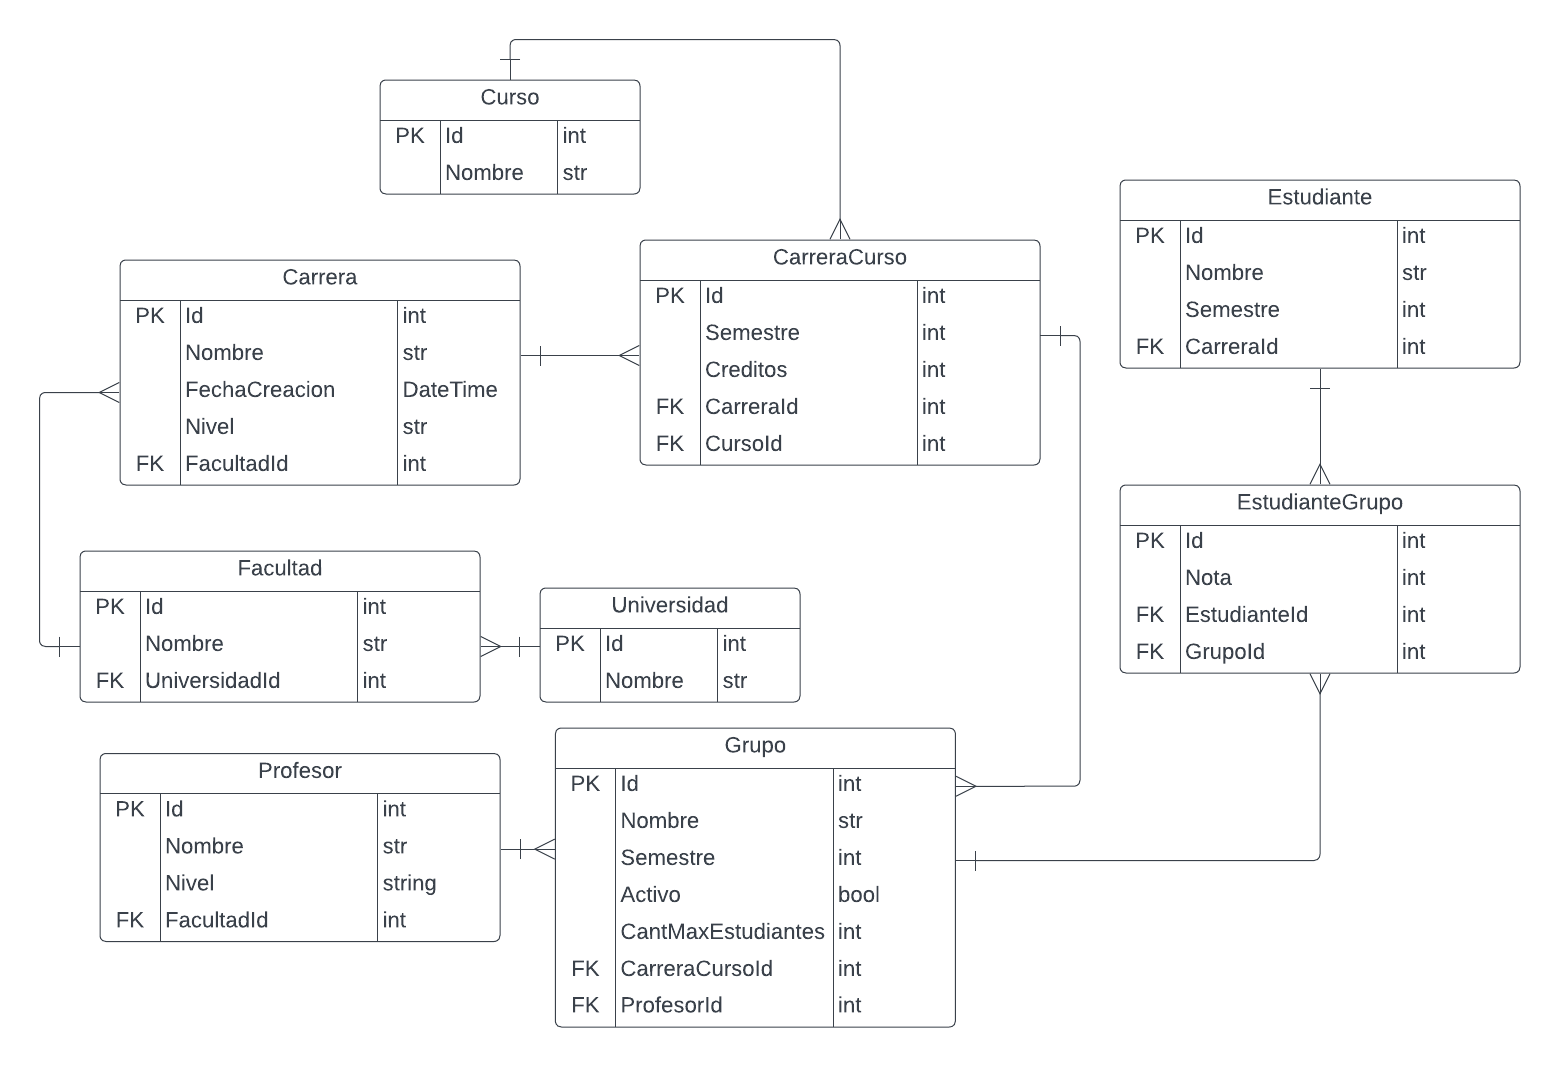 Curso
PK Id int
Nombre str
Estudiante
PK Id int
Nombre str
Semestre int
FK CarreraId int
CarreraCurso
PK Id int
Semestre int
Creditos int
FK CarreraId int
FK CursoId int
Carrera
PK Id int
Nombre str
FechaCreacion DateTime
Nivel str
FK FacultadId int
EstudianteGrupo
PK Id int
Nota int
FK EstudianteId int
FK GrupoId int
Facultad
PK Id int
Nombre str
FK UniversidadId int
Universidad
PK Id int
Nombre str
Grupo
PK Id int
Nombre str
Semestre int
Activo bool
CantMaxEstudiantes int
FK CarreraCursoId int
FK ProfesorId int
Profesor
PK Id int
Nombre str
Nivel string
FK FacultadId int